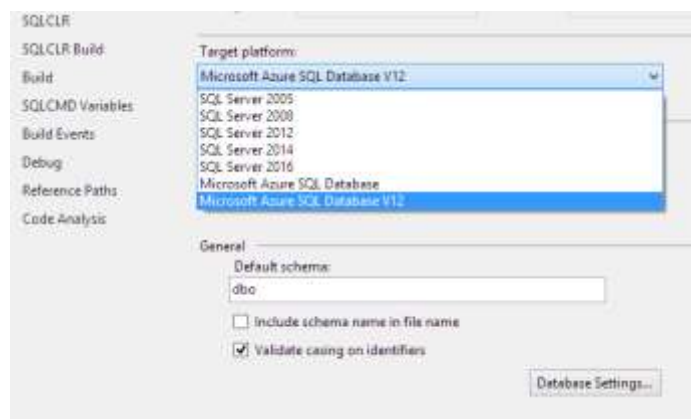 SQLCLR
SQLCLR Build
Build
SQLCMD Variables
Build Events
Debug
Reference Paths
Code Analysis
Target platform:
Microsoft Azure SQL Database V12
SQL Server 2005
SQL Server 2008
SQL Server 2012
SQL Server 2014
SQL Server 2016
Microsoft Azure SQL Database
Microsoft Azure SQL Database V12
General
Default schema:
dbo
Include schema name in file name
Validate casing on identifiers
Database Settings...